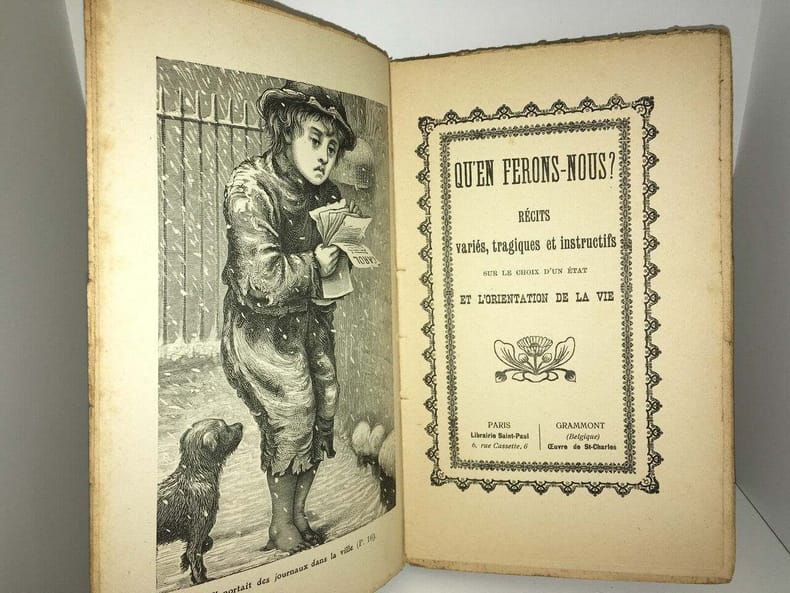 CAROL
portait des journaux dans la ville (P. 16).
QU'EN FERONS-NOUS?
RÉCITS
variés, tragiques et instructifs
SUR LE CHOIX D'UN ÉTAT
ET L'ORIENTATION DE LA VIE
PARIS
Librairie Saint-Paul
6, rue Cassette, 6
GRAMMONT
(Belgique)
Œuvre de St-Charles